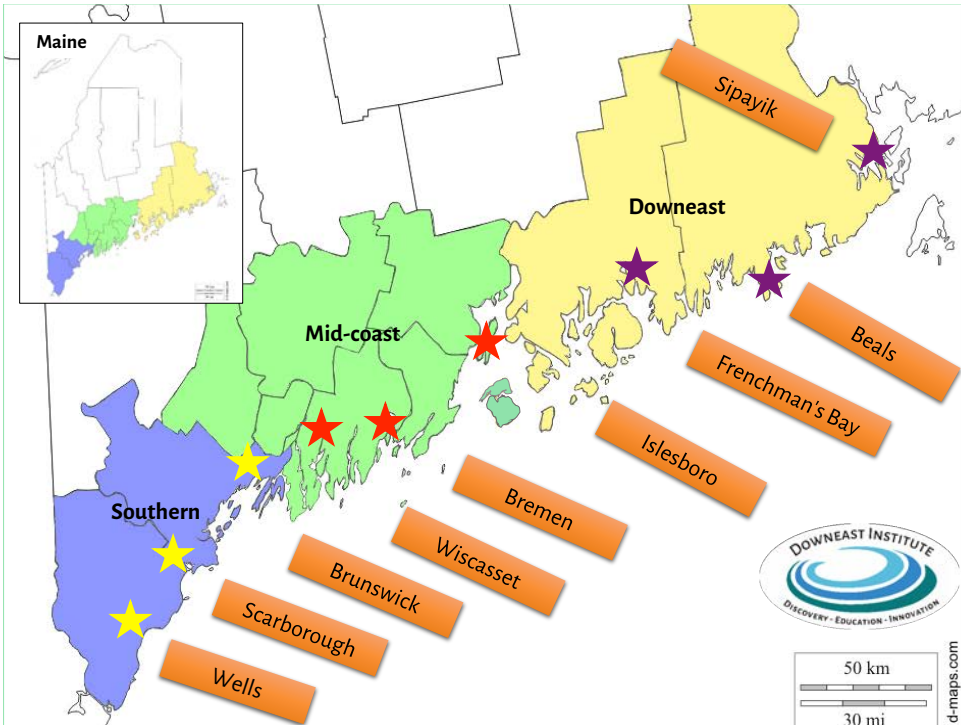 Maine
Sipayik
Downeast
Mid-coast
Beals
Frenchman's Bay
Islesboro
Bremen
Southern
Wiscasset
Brunswick
Scarborough
Wells
DOWNEAST INSTITUTE
DISCOVERY - EDUCATION - INNOVATION
50 km
30 mi
d-maps.com